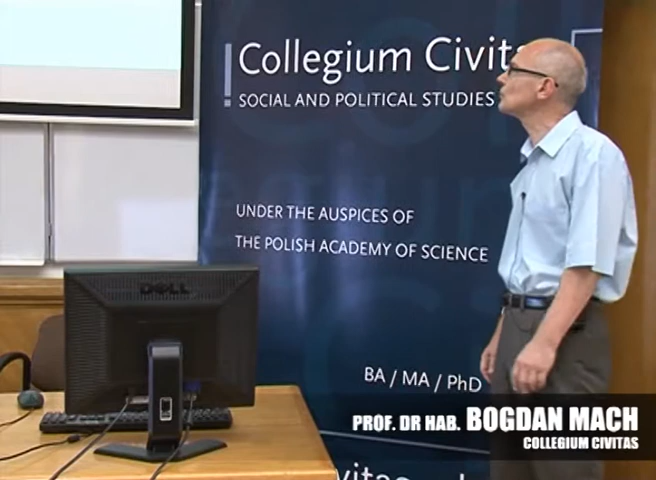 Collegium Civita
SOCIAL AND POLITICAL STUDIES
UNDER THE AUSPICES OF
THE POLISH ACADEMY OF SCIENCE
BA / MA / PhD
DELL
PROF. DR HAB. BOGDAN MACH
COLLEGIUM CIVITAS